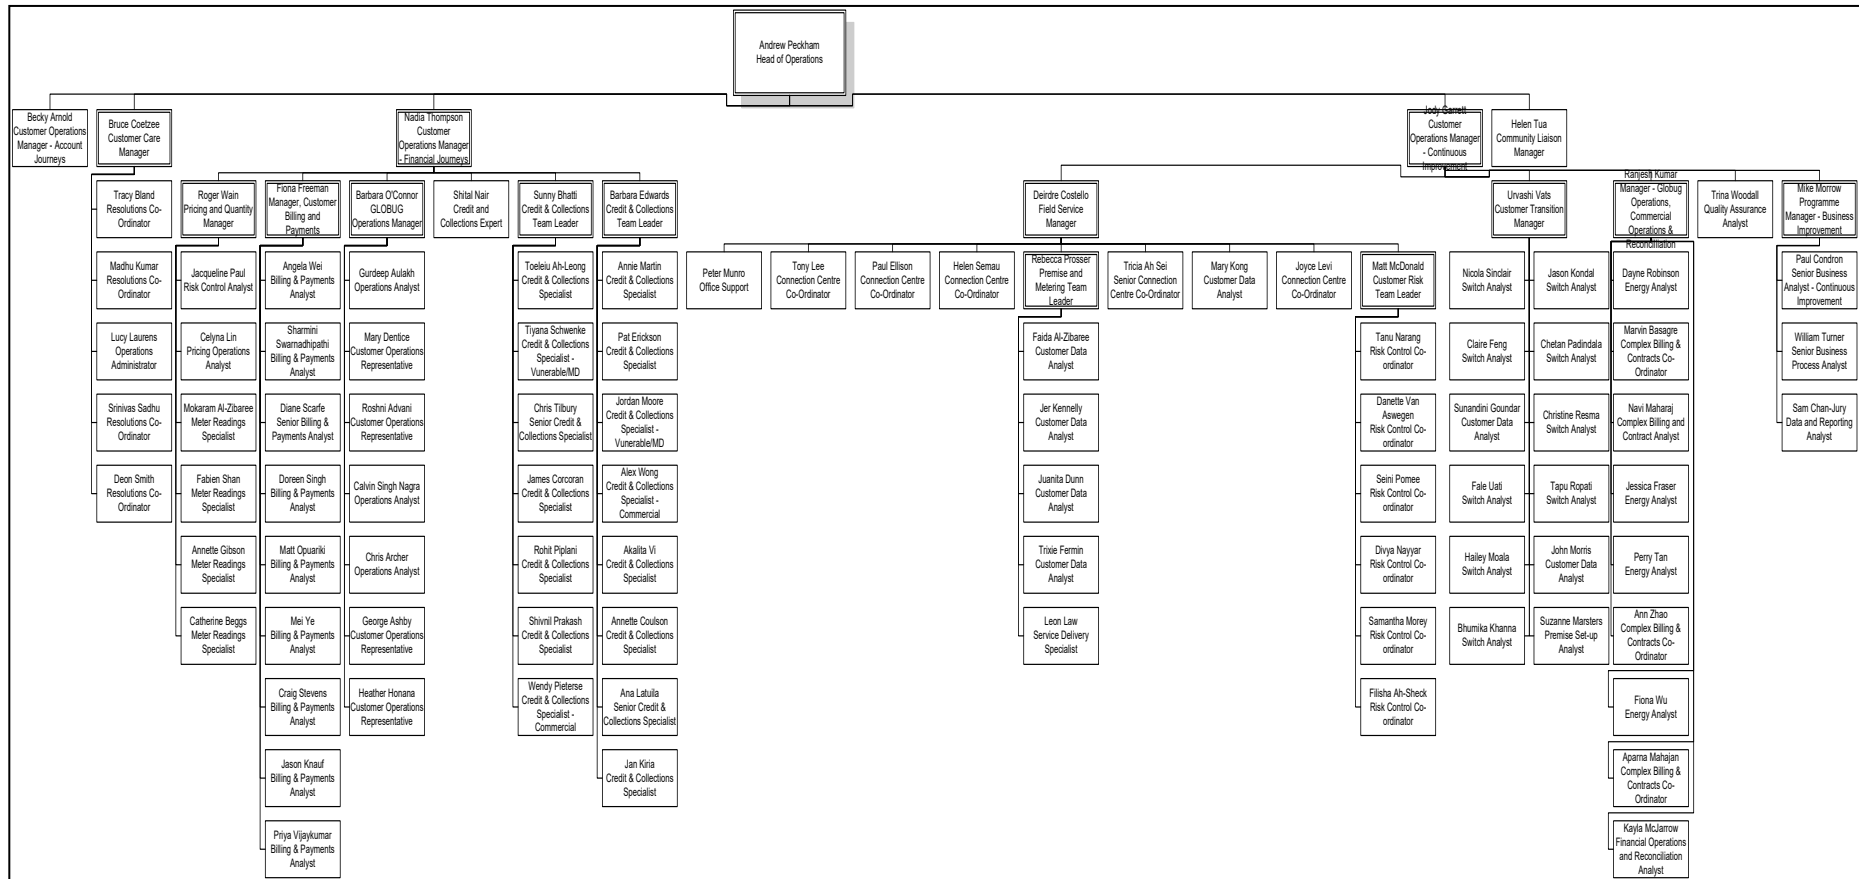 Andrew Peckham
Head of Operations
Becky Arnold
Customer Operations
Manager - Account
Journeys
Bruce Coetzee
Customer Care
Manager
Nadia Thompson
Customer
Operations Manager
- Financial Journeys
Jody Garrett
Customer
Operations Manager
- Continuous
Improvement
Helen Tua
Community Liaison
Manager
Tracy Bland
Resolutions Co-
Ordinator
Madhu Kumar
Resolutions Co-
Ordinator
Lucy Laurens
Operations
Administrator
Srinivas Sadhu
Resolutions Co-
Ordinator
Deon Smith
Resolutions Co-
Ordinator
Roger Wain
Pricing and Quantity
Manager
Jacqueline Paul
Risk Control Analyst
Celyna Lin
Pricing Operations
Analyst
Mokaram Al-Zibaree
Meter Readings
Specialist
Fabien Shan
Meter Readings
Specialist
Annette Gibson
Meter Readings
Specialist
Catherine Beggs
Meter Readings
Specialist
Fiona Freeman
Manager, Customer
Billing and
Payments
Angela Wei
Billing & Payments
Analyst
Sharmini
Swarnadhipathi
Billing & Payments
Analyst
Diane Scarfe
Senior Billing &
Payments Analyst
Doreen Singh
Billing & Payments
Analyst
Matt Opuariki
Billing & Payments
Analyst
Mei Ye
Billing & Payments
Analyst
Craig Stevens
Billing & Payments
Analyst
Jason Knauf
Billing & Payments
Analyst
Priya Vijaykumar
Billing & Payments
Analyst
Barbara O'Connor
GLOBUG
Operations Manager
Gurdeep Aulakh
Operations Analyst
Mary Dentice
Customer Operations
Representative
Roshni Advani
Customer Operations
Representative
Calvin Singh Nagra
Operations Analyst
Chris Archer
Operations Analyst
George Ashby
Customer Operations
Representative
Heather Honana
Customer Operations
Representative
Shital Nair
Credit and
Collections Expert
Sunny Bhatti
Credit & Collections
Team Leader
Toeleiu Ah-Leong
Credit & Collections
Specialist
Tiyana Schwenke
Credit & Collections
Specialist -
Vunerable/MD
Chris Tilbury
Senior Credit &
Collections Specialist
James Corcoran
Credit & Collections
Specialist
Rohit Piplani
Credit & Collections
Specialist
Shivnil Prakash
Credit & Collections
Specialist
Wendy Pieterse
Credit & Collections
Specialist -
Commercial
Barbara Edwards
Credit & Collections
Team Leader
Annie Martin
Credit & Collections
Specialist
Pat Erickson
Credit & Collections
Specialist
Jordan Moore
Credit & Collections
Specialist -
Vunerable/MD
Alex Wong
Credit & Collections
Specialist -
Commercial
Akalita Vi
Credit & Collections
Specialist
Annette Coulson
Credit & Collections
Specialist
Ana Latuila
Senior Credit &
Collections Specialist
Jan Kiria
Credit & Collections
Specialist
Deirdre Costello
Field Service
Manager
Peter Munro
Office Support
Tony Lee
Connection Centre
Co-Ordinator
Paul Ellison
Connection Centre
Co-Ordinator
Helen Semau
Connection Centre
Co-Ordinator
Rebecca Prosser
Premise and
Metering Team
Leader
Faida Al-Zibaree
Customer Data
Analyst
Jer Kennelly
Customer Data
Analyst
Juanita Dunn
Customer Data
Analyst
Trixie Fermin
Customer Data
Analyst
Leon Law
Service Delivery
Specialist
Tricia Ah Sei
Senior Connection
Centre Co-Ordinator
Mary Kong
Customer Data
Analyst
Joyce Levi
Connection Centre
Co-Ordinator
Matt McDonald
Customer Risk
Team Leader
Tanu Narang
Risk Control Co-
ordinator
Danette Van
Aswegen
Risk Control Co-
ordinator
Seini Pomee
Risk Control Co-
ordinator
Divya Nayyar
Risk Control Co-
ordinator
Samantha Morey
Risk Control Co-
ordinator
Filisha Ah-Sheck
Risk Control Co-
ordinator
Urvashi Vats
Customer Transition
Manager
Nicola Sinclair
Switch Analyst
Claire Feng
Switch Analyst
Sunandini Goundar
Customer Data
Analyst
Fale Uati
Switch Analyst
Hailey Moala
Switch Analyst
Bhumika Khanna
Switch Analyst
Jason Kondal
Switch Analyst
Chetan Padindala
Switch Analyst
Christine Resma
Switch Analyst
Tapu Ropati
Switch Analyst
John Morris
Customer Data
Analyst
Suzanne Marsters
Premise Set-up
Analyst
Ranjesh Kumar
Manager - Globug
Operations,
Commercial
Operations &
Reconciliation
Dayne Robinson
Energy Analyst
Marvin Basagre
Complex Billing &
Contracts Co-
Ordinator
Navi Maharaj
Complex Billing and
Contract Analyst
Jessica Fraser
Energy Analyst
Perry Tan
Energy Analyst
Ann Zhao
Complex Billing &
Contracts Co-
Ordinator
Fiona Wu
Energy Analyst
Aparna Mahajan
Complex Billing &
Contracts Co-
Ordinator
Kayla McJarrow
Financial Operations
and Reconciliation
Analyst
Trina Woodall
Quality Assurance
Analyst
Mike Morrow
Programme
Manager - Business
Improvement
Paul Condron
Senior Business
Analyst - Continuous
Improvement
William Turner
Senior Business
Process Analyst
Sam Chan-Jury
Data and Reporting
Analyst